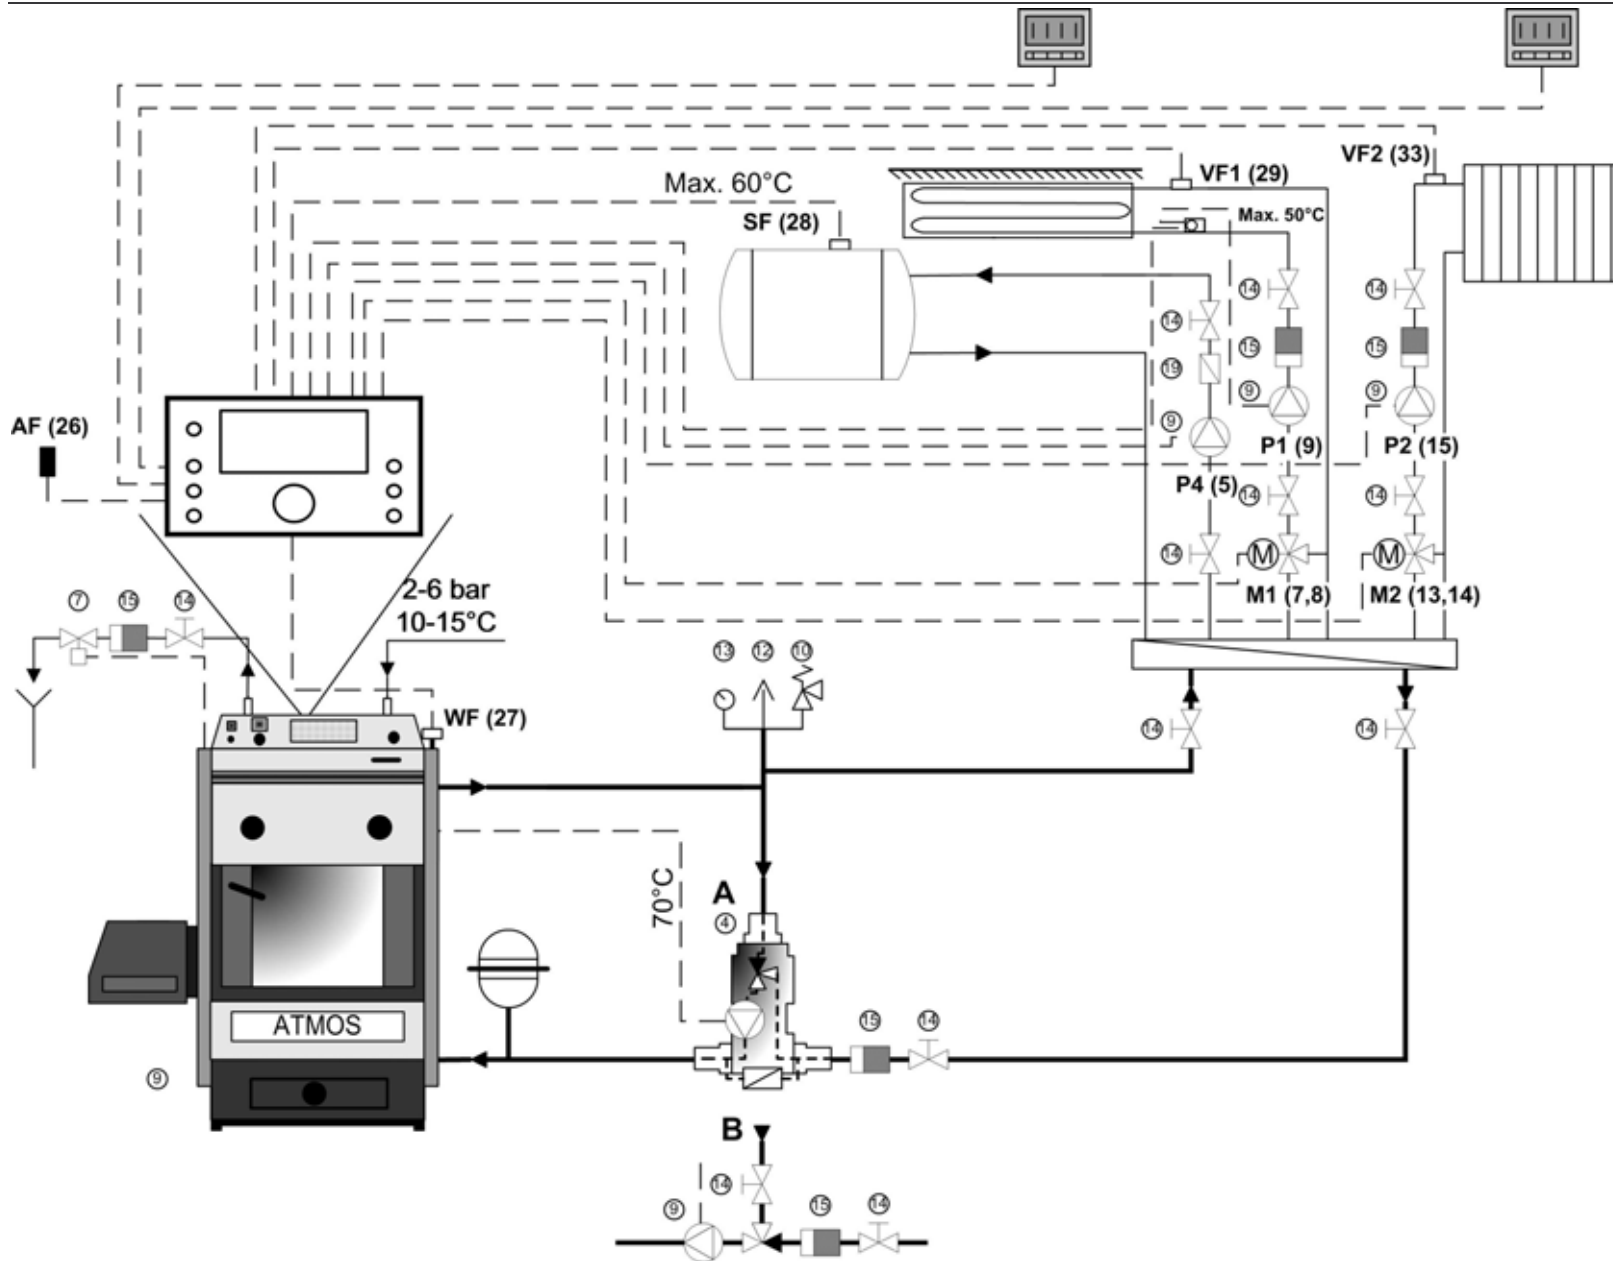 Max. 60°C
VF2 (33)
VF1 (29)
SF (28)
Max. 50°C
14
14
14
15
15
19
9
9
9
AF (26)
P1 (9)
P2 (15)
P4 (5)
14
14
14
M
M
2-6 bar
10-15°C
M1 (7,8)
M2 (13,14)
7
15
14
13
12
10
WF (27)
14
14
70°C
A
4
ATMOS
15
14
9
B
14
15
14
9